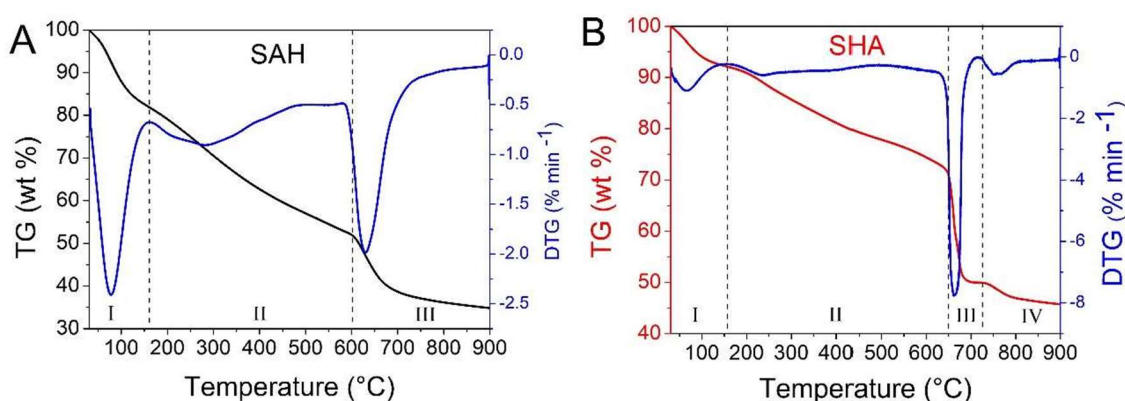 A
SAH
TG (wt %)
100
90
80
70
60
50
40
30
0.0
-0.5
-1.0
-1.5
-2.0
-2.5
DTG (% min⁻¹)
I II III
100 200 300 400 500 600 700 800 900
Temperature (°C)
B
SHA
TG (wt %)
100
90
80
70
60
50
40
0
-2
-4
-6
-8
DTG (% min⁻¹)
I II III IV
100 200 300 400 500 600 700 800 900
Temperature (°C)